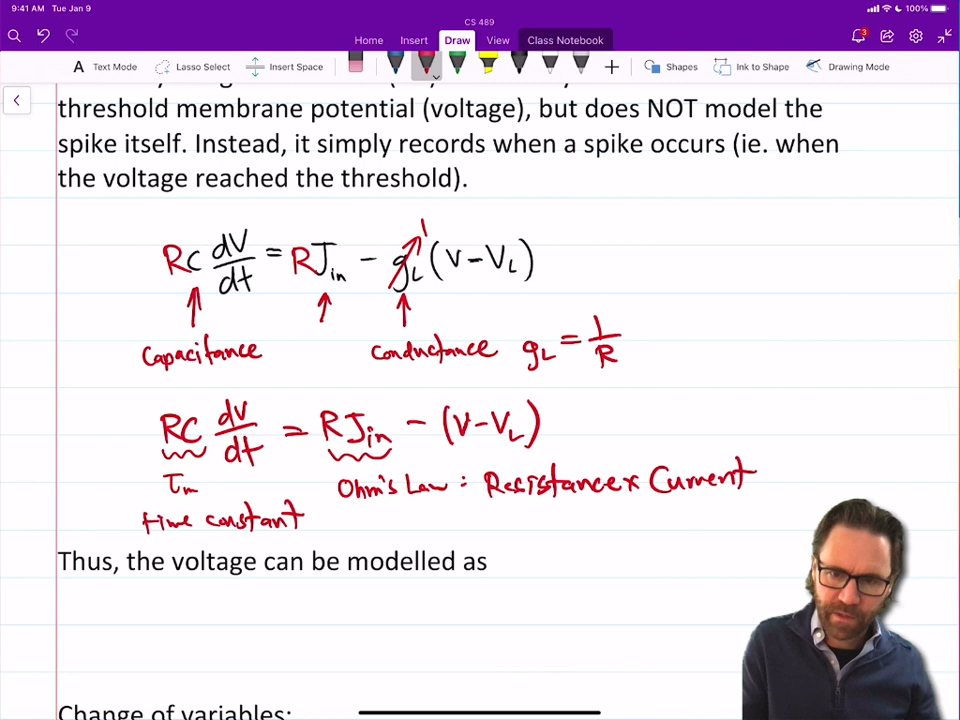 9:41 AM Tue Jan 9
100%
CS 489
Home Insert Draw View Class Notebook
3
A Text Mode Lasso Select Insert Space Shapes Ink to Shape Drawing Mode
threshold membrane potential (voltage), but does NOT model the
spike itself. Instead, it simply records when a spike occurs (ie. when
the voltage reached the threshold).
RC dV/dt = RJin - gL 1 (V-VL)
Capacitance conductance gL = 1/R
RC dV/dt = RJin - (V-VL)
τm Ohm's Law : Resistance x Current
time constant
Thus, the voltage can be modelled as
Change of variables: